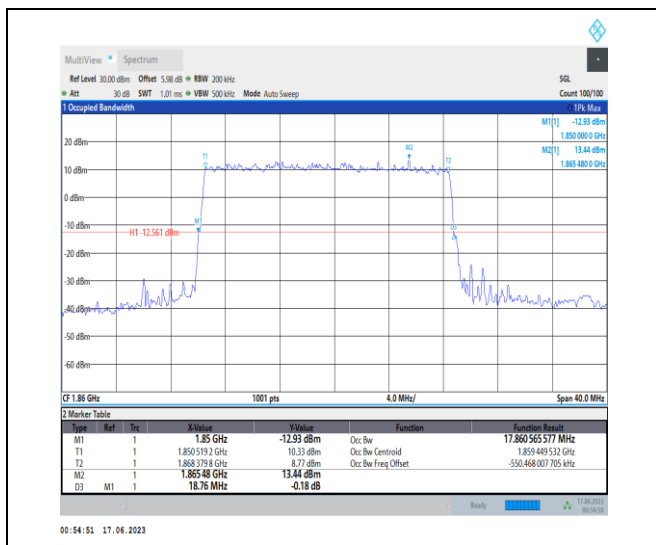 MultiView Spectrum
Ref Level 30.00 dBm Offset 5.98 dB RBW 200 kHz SGL
Att 30 dB SWT 1.01 ms VBW 500 kHz Mode Auto Sweep Count 100/100
1 Occupied Bandwidth 1Pk Max
M1[1] -12.93 dBm
1.850 000 0 GHz
M2[1] 13.44 dBm
1.865 480 0 GHz
20 dBm
T1 M2 T2
10 dBm
0 dBm
-10 dBm
M1
H1 -12.561 dBm
-20 dBm
-30 dBm
-40 dBm
-50 dBm
-60 dBm
CF 1.86 GHz 1001 pts 4.0 MHz/ Span 40.0 MHz
2 Marker Table
Type Ref Trc X-Value Y-Value Function Function Result
M1 1 1.85 GHz -12.93 dBm Occ Bw 17.860 565 577 MHz
T1 1 1.850 519 2 GHz 10.33 dBm Occ Bw Centroid 1.859 449 532 GHz
T2 1 1.868 379 8 GHz 8.77 dBm Occ Bw Freq Offset -550.468 007 705 kHz
M2 1 1.865 48 GHz 13.44 dBm
D3 M1 1 18.76 MHz -0.18 dB
Ready 17.06.2023
00:54:50
00:54:51 17.06.2023